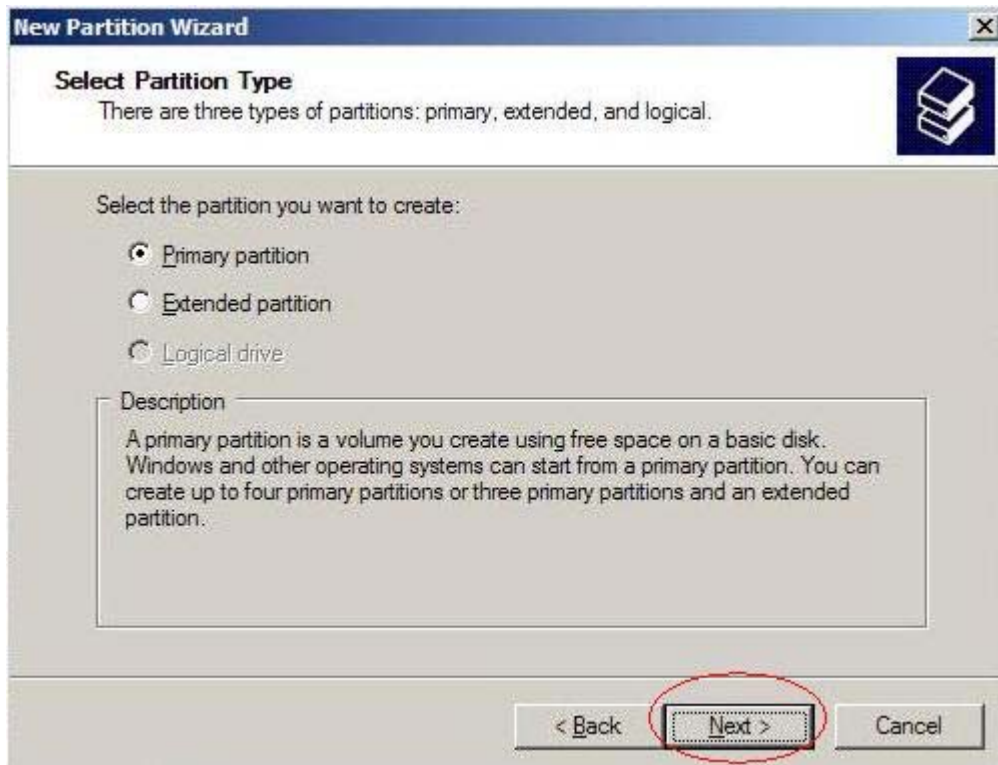 New Partition Wizard
Select Partition Type
There are three types of partitions: primary, extended, and logical.
Select the partition you want to create:
Primary partition
Extended partition
Logical drive
Description
A primary partition is a volume you create using free space on a basic disk.
Windows and other operating systems can start from a primary partition. You can
create up to four primary partitions or three primary partitions and an extended
partition.
< Back
Next >
Cancel